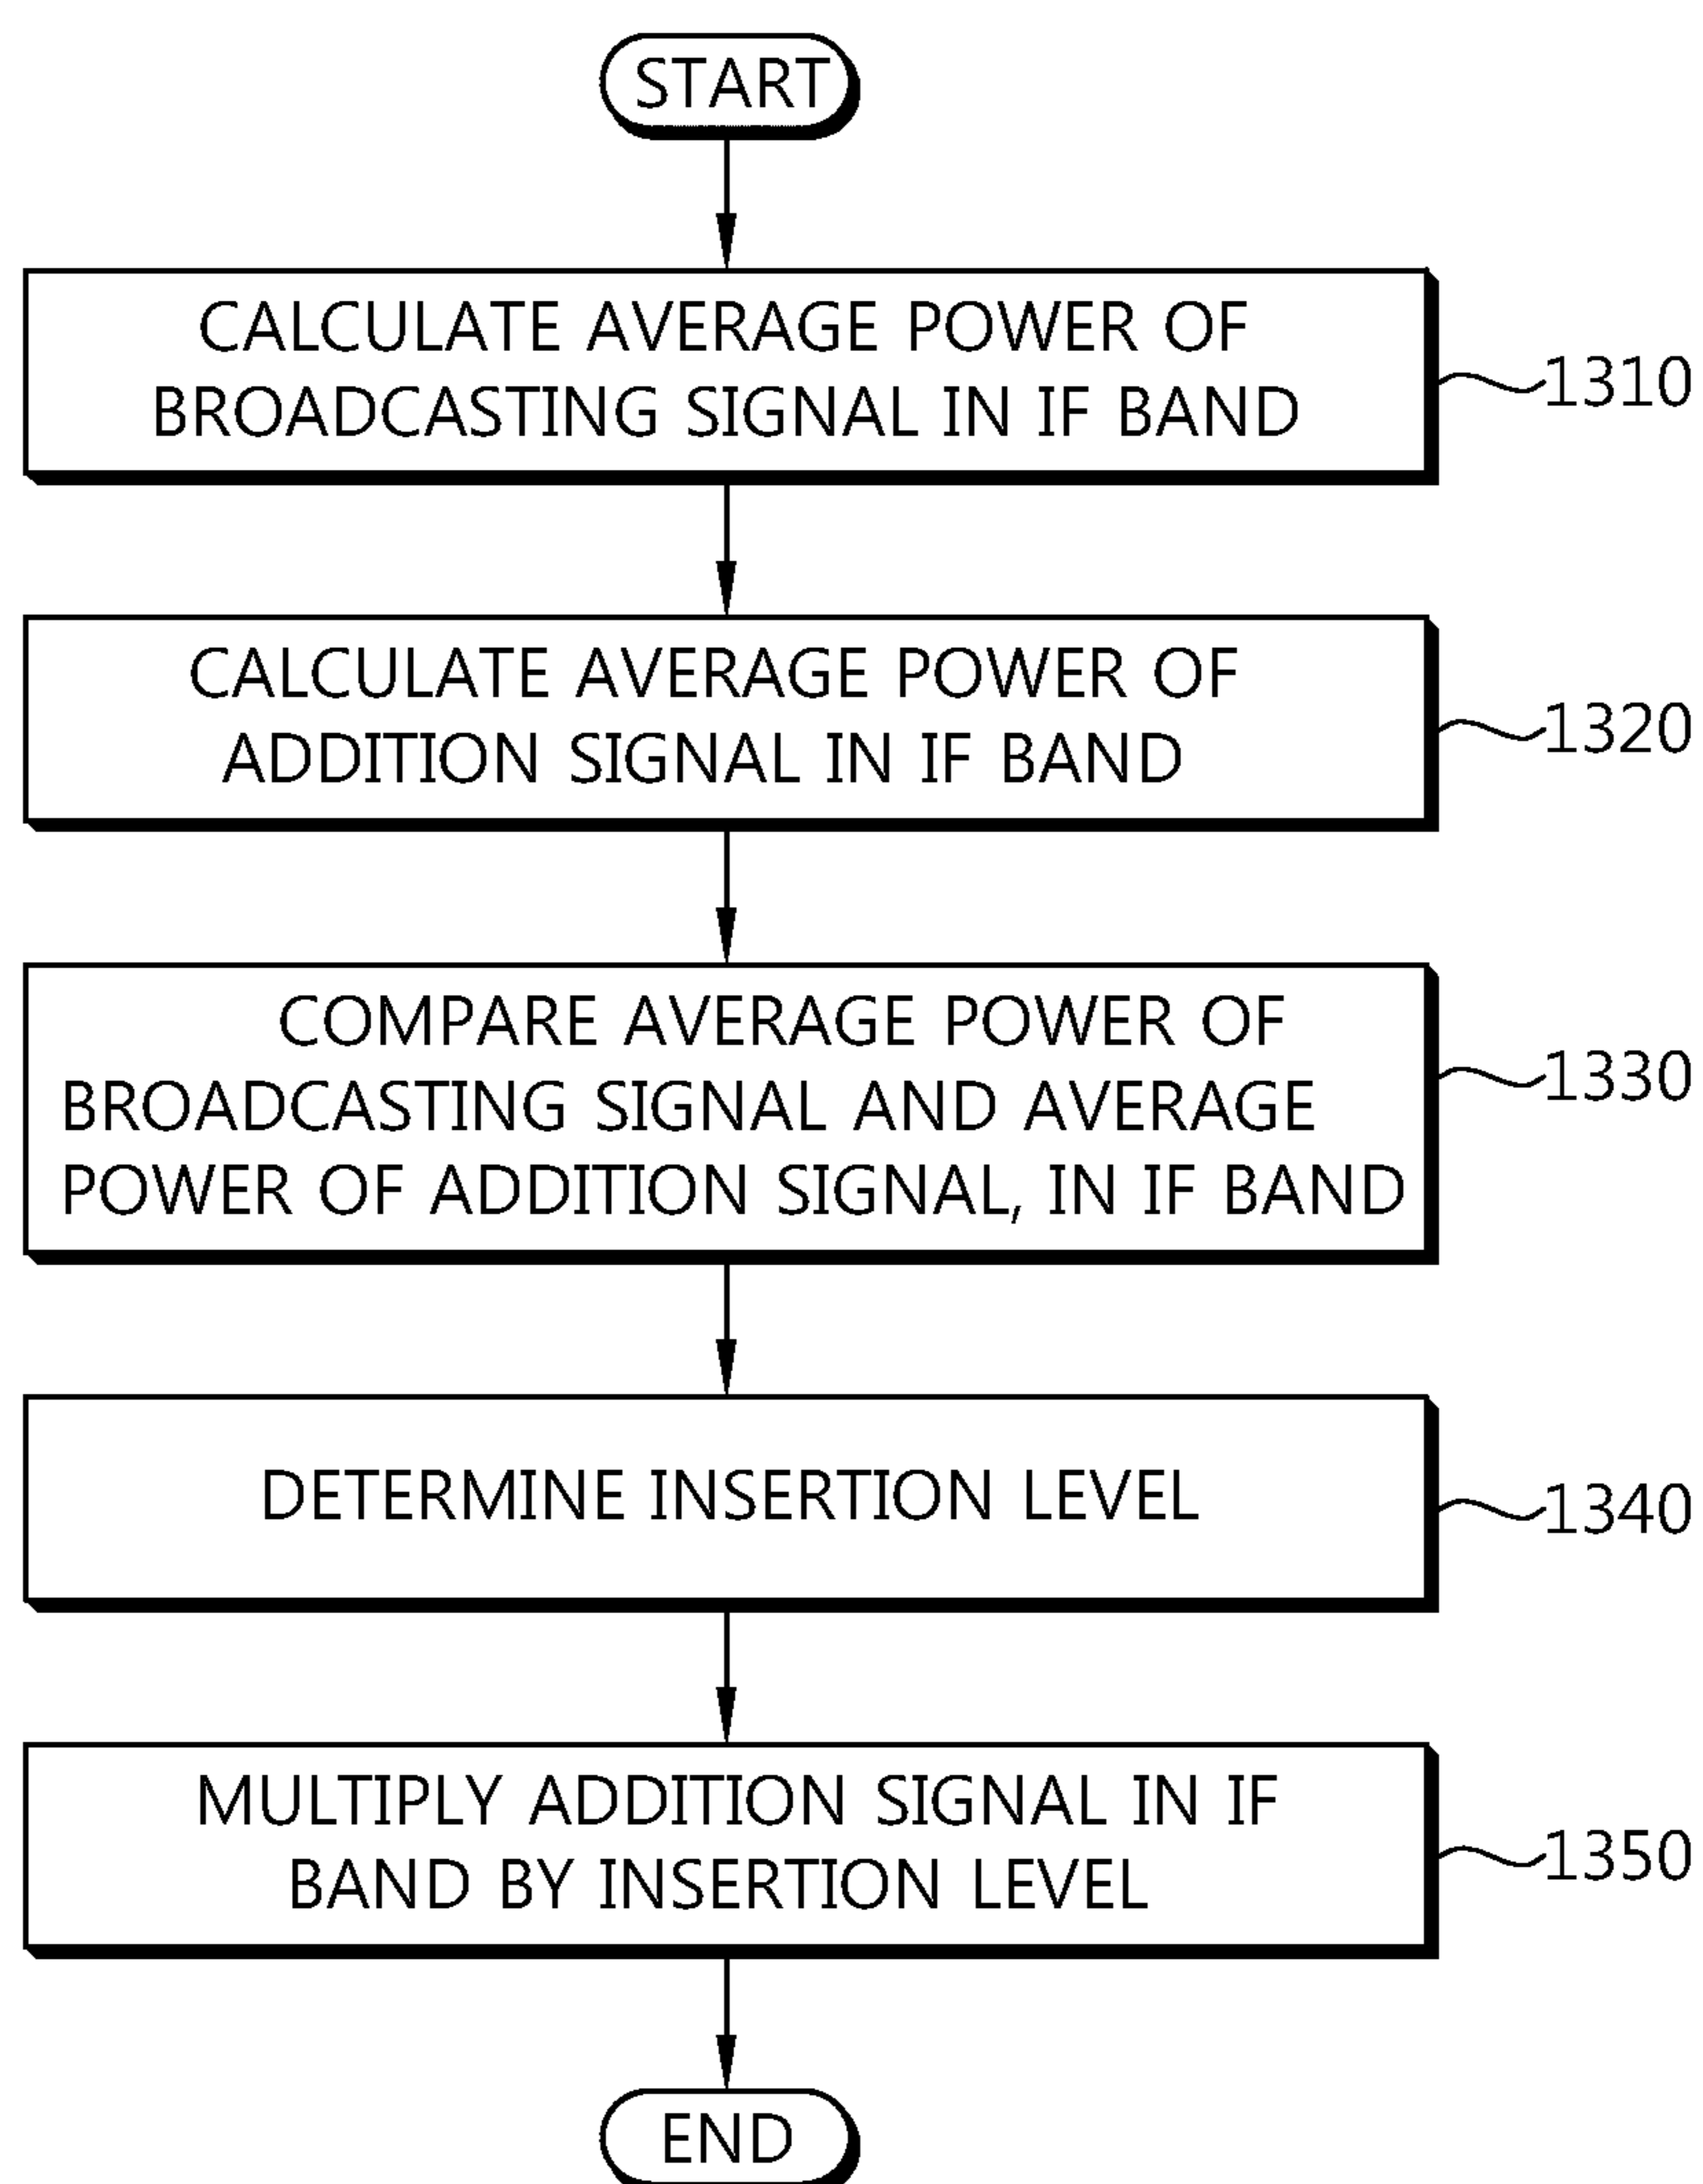 START
CALCULATE AVERAGE POWER OF
BROADCASTING SIGNAL IN IF BAND
1310
CALCULATE AVERAGE POWER OF
ADDITION SIGNAL IN IF BAND
1320
COMPARE AVERAGE POWER OF
BROADCASTING SIGNAL AND AVERAGE
POWER OF ADDITION SIGNAL, IN IF BAND
1330
DETERMINE INSERTION LEVEL
1340
MULTIPLY ADDITION SIGNAL IN IF
BAND BY INSERTION LEVEL
1350
END